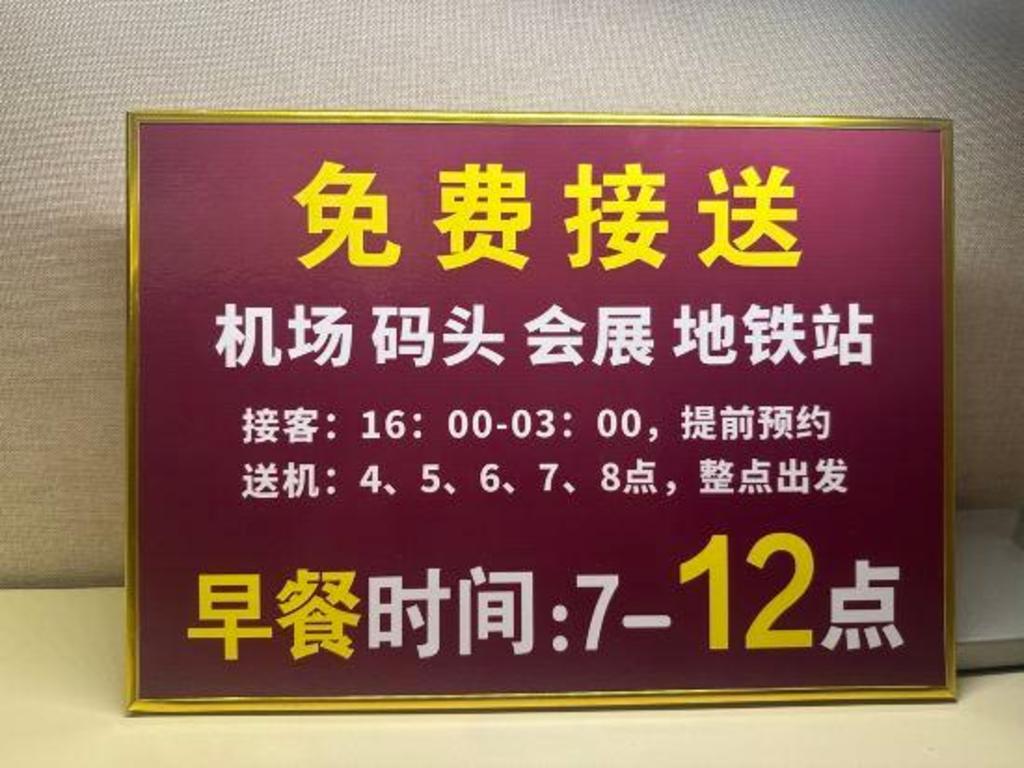 免费接送
机场 码头 会展 地铁站
接客：16：00-03：00，提前预约
送机：4、5、6、7、8点，整点出发
早餐时间:7-12点